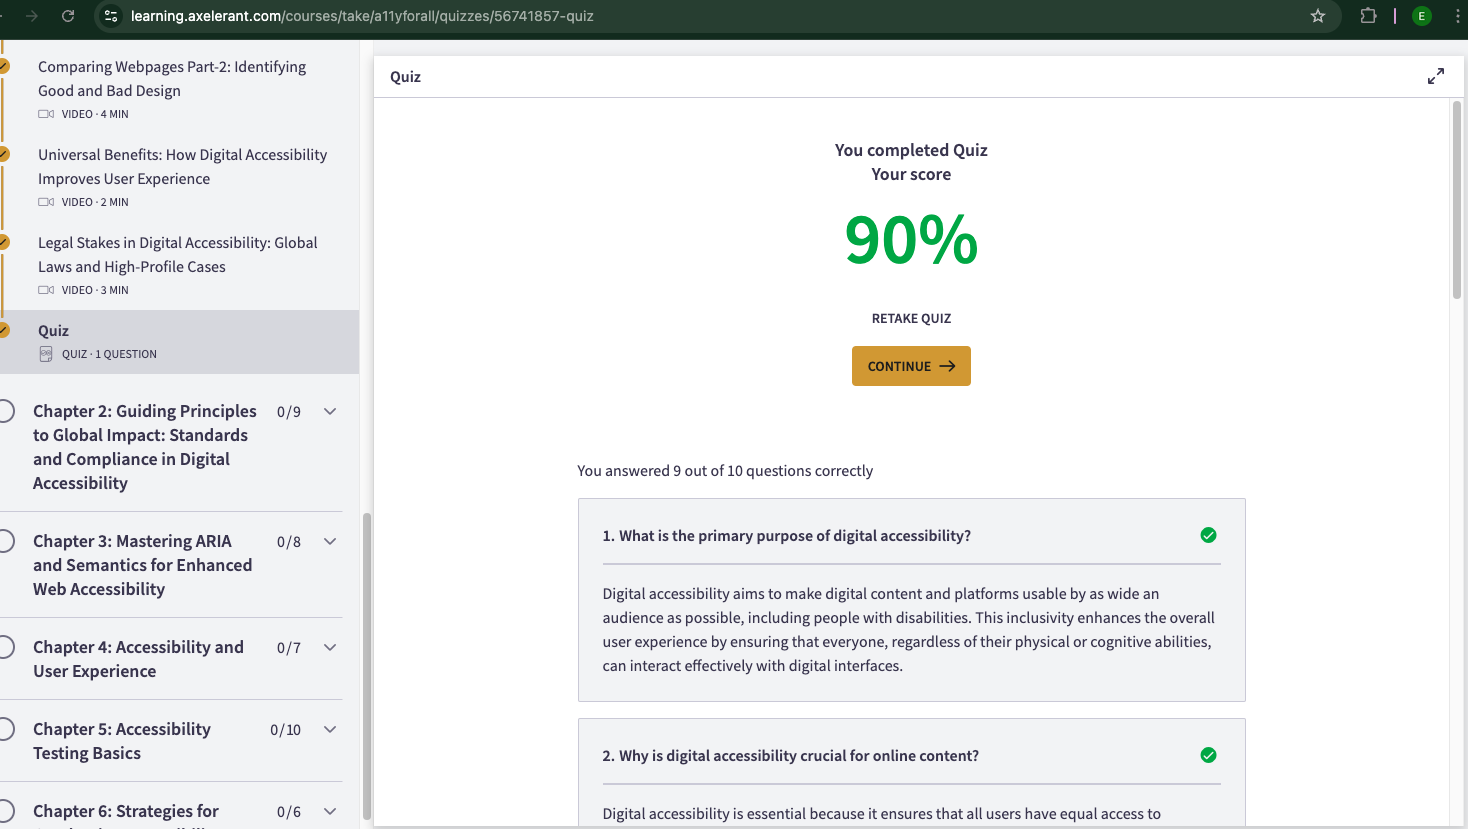 learning.axelerant.com/courses/take/a11yforall/quizzes/56741857-quiz
E
Comparing Webpages Part-2: Identifying
Good and Bad Design
VIDEO · 4 MIN
Universal Benefits: How Digital Accessibility
Improves User Experience
VIDEO · 2 MIN
Legal Stakes in Digital Accessibility: Global
Laws and High-Profile Cases
VIDEO · 3 MIN
Quiz
QUIZ · 1 QUESTION
Chapter 2: Guiding Principles 0/9
to Global Impact: Standards
and Compliance in Digital
Accessibility
Chapter 3: Mastering ARIA 0/8
and Semantics for Enhanced
Web Accessibility
Chapter 4: Accessibility and 0/7
User Experience
Chapter 5: Accessibility 0/10
Testing Basics
Chapter 6: Strategies for 0/6
Quiz
You completed Quiz
Your score
90%
RETAKE QUIZ
CONTINUE →
You answered 9 out of 10 questions correctly
1. What is the primary purpose of digital accessibility?
Digital accessibility aims to make digital content and platforms usable by as wide an
audience as possible, including people with disabilities. This inclusivity enhances the overall
user experience by ensuring that everyone, regardless of their physical or cognitive abilities,
can interact effectively with digital interfaces.
2. Why is digital accessibility crucial for online content?
Digital accessibility is essential because it ensures that all users have equal access to